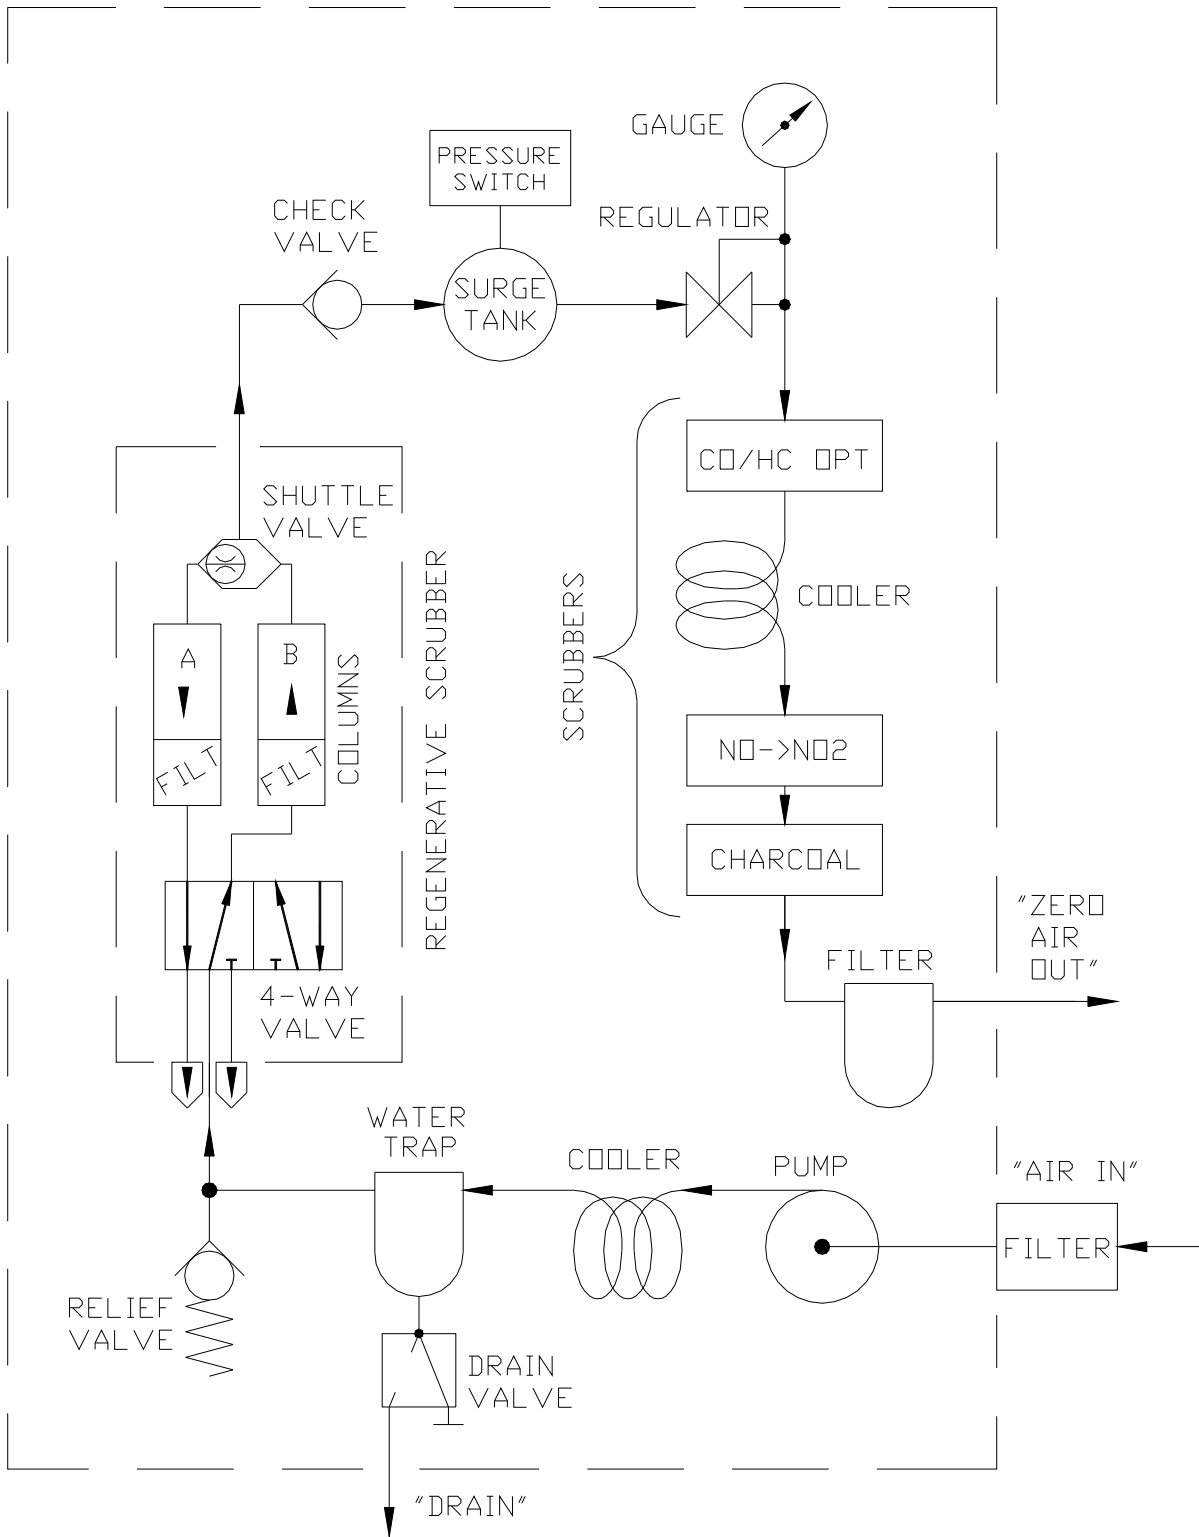 GAUGE
PRESSURE
SWITCH
CHECK
VALVE
REGULATOR
SURGE
TANK
CO/HC OPT
SHUTTLE
VALVE
COOLER
SCRUBBERS
REGENERATIVE SCRUBBER
A
B
COLUMNS
FILT
FILT
NO->NO2
CHARCOAL
"ZERO
AIR
OUT"
FILTER
4-WAY
VALVE
WATER
TRAP
COOLER
PUMP
"AIR IN"
FILTER
RELIEF
VALVE
DRAIN
VALVE
"DRAIN"